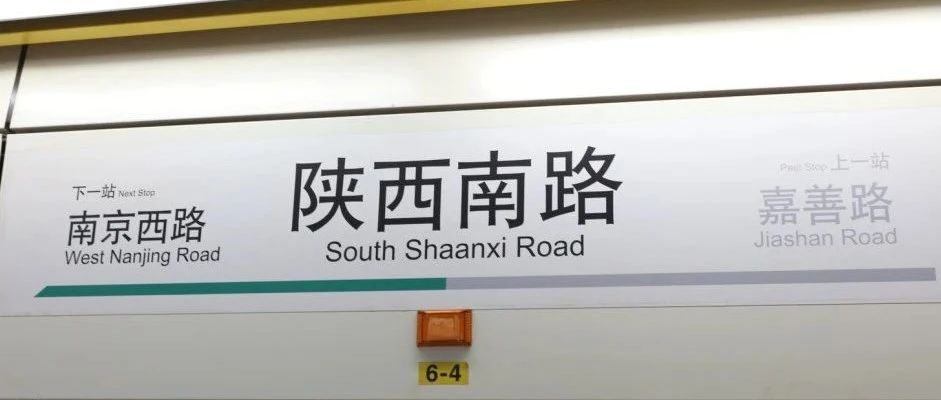 下一站 Next Stop
南京西路
West Nanjing Road
陕西南路
South Shaanxi Road
Past Stop 上一站
嘉善路
Jiashan Road
6-4